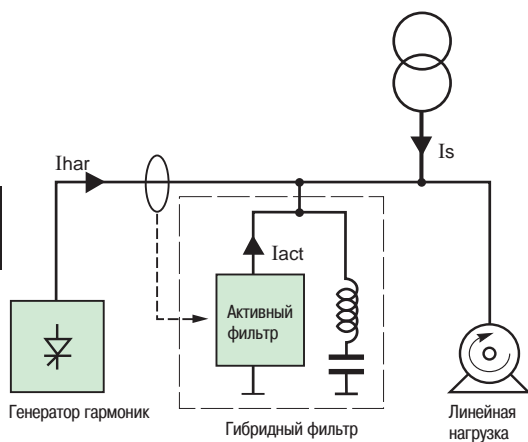 Is
Ihar
Iact
Активный
фильтр
Генератор гармоник
Гибридный фильтр
Линейная
нагрузка